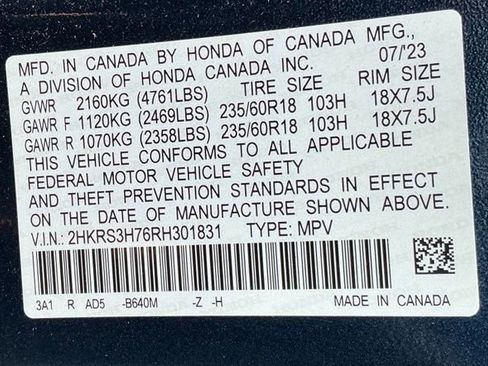 MFD. IN CANADA BY HONDA OF CANADA MFG.,
A DIVISION OF HONDA CANADA INC. 07/'23
GVWR 2160KG (4761LBS) TIRE SIZE RIM SIZE
GAWR F 1120KG (2469LBS) 235/60R18 103H 18X7.5J
GAWR R 1070KG (2358LBS) 235/60R18 103H 18X7.5J
THIS VEHICLE CONFORMS TO ALL APPLICABLE
FEDERAL MOTOR VEHICLE SAFETY
AND THEFT PREVENTION STANDARDS IN EFFECT
ON THE DATE OF MANUFACTURE SHOWN ABOVE.
V.I.N.: 2HKRS3H76RH301831 TYPE: MPV
3A1 R AD5 -B640M -Z -H MADE IN CANADA